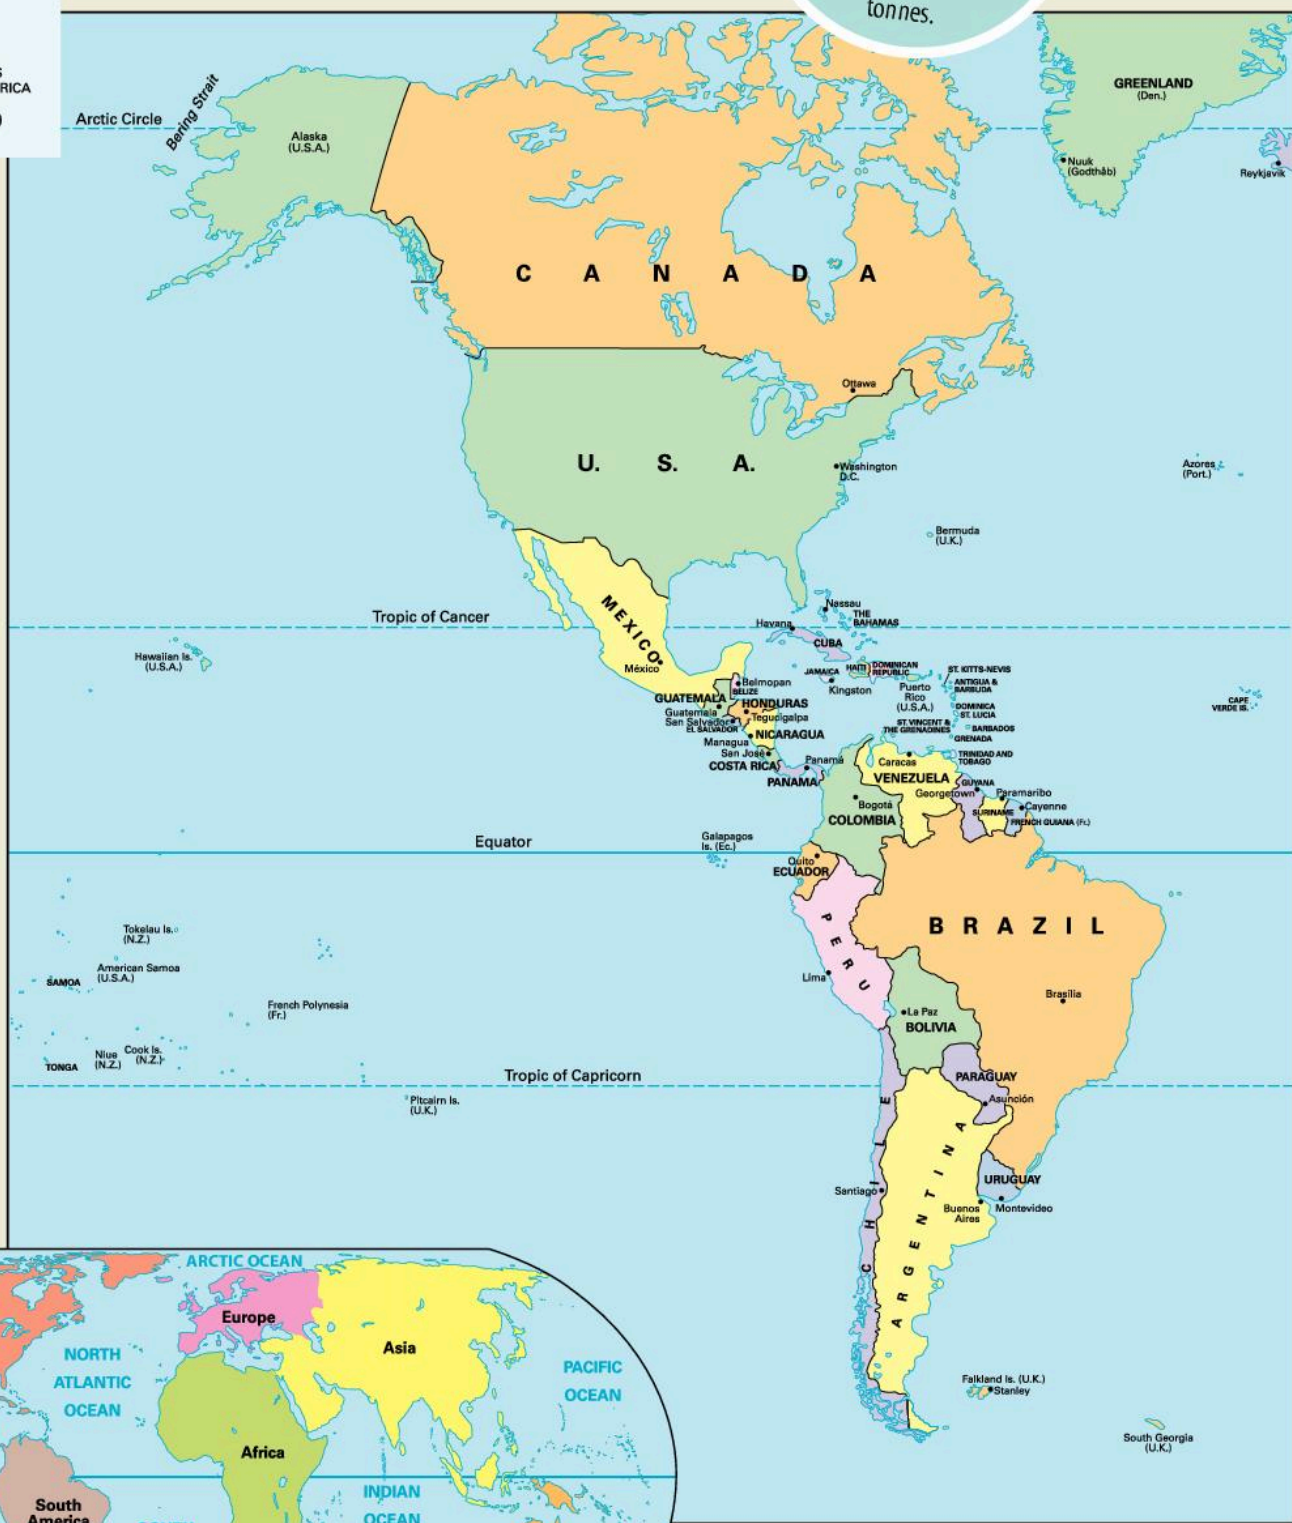 tonnes.
RICA
Arctic Circle
Bering Strait
Alaska
(U.S.A.)
GREENLAND
(Den.)
Nuuk
(Godthåb)
Reykjavik
C A N A D A
Ottawa
U. S. A.
Washington
D.C.
Azores
(Port.)
Bermuda
(U.K.)
MEXICO
México
Tropic of Cancer
Hawaiian Is.
(U.S.A.)
Nassau
THE
BAHAMAS
Havana
CUBA
JAMAICA
Kingston
HAITI
DOMINICAN
REPUBLIC
Puerto
Rico
(U.S.A.)
ST. KITTS-NEVIS
ANTIGUA &
BARBUDA
DOMINICA
ST. LUCIA
BARBADOS
ST. VINCENT &
THE GRENADINES
GRENADA
TRINIDAD AND
TOBAGO
CAPE
VERDE IS.
Belmopan
BELIZE
GUATEMALA
Guatemala
HONDURAS
Tegucigalpa
San Salvador
EL SALVADOR
NICARAGUA
Managua
San José
COSTA RICA
Panamá
PANAMA
Caracas
VENEZUELA
GUYANA
Georgetown
Paramaribo
SURINAME
Cayenne
FRENCH GUIANA (Fr.)
Bogotá
COLOMBIA
Equator
Galapagos
Is. (Ec.)
Quito
ECUADOR
BRAZIL
Brasília
PERU
Lima
La Paz
BOLIVIA
Tokelau Is.
(N.Z.)
American Samoa
(U.S.A.)
SAMOA
French Polynesia
(Fr.)
Niue
(N.Z.)
Cook Is.
(N.Z.)
TONGA
Tropic of Capricorn
Pitcairn Is.
(U.K.)
PARAGUAY
Asunción
CHILE
Santiago
ARGENTINA
Buenos
Aires
URUGUAY
Montevideo
Falkland Is. (U.K.)
Stanley
South Georgia
(U.K.)
ARCTIC OCEAN
Europe
Asia
NORTH
ATLANTIC
OCEAN
PACIFIC
OCEAN
Africa
INDIAN
OCEAN
South
America